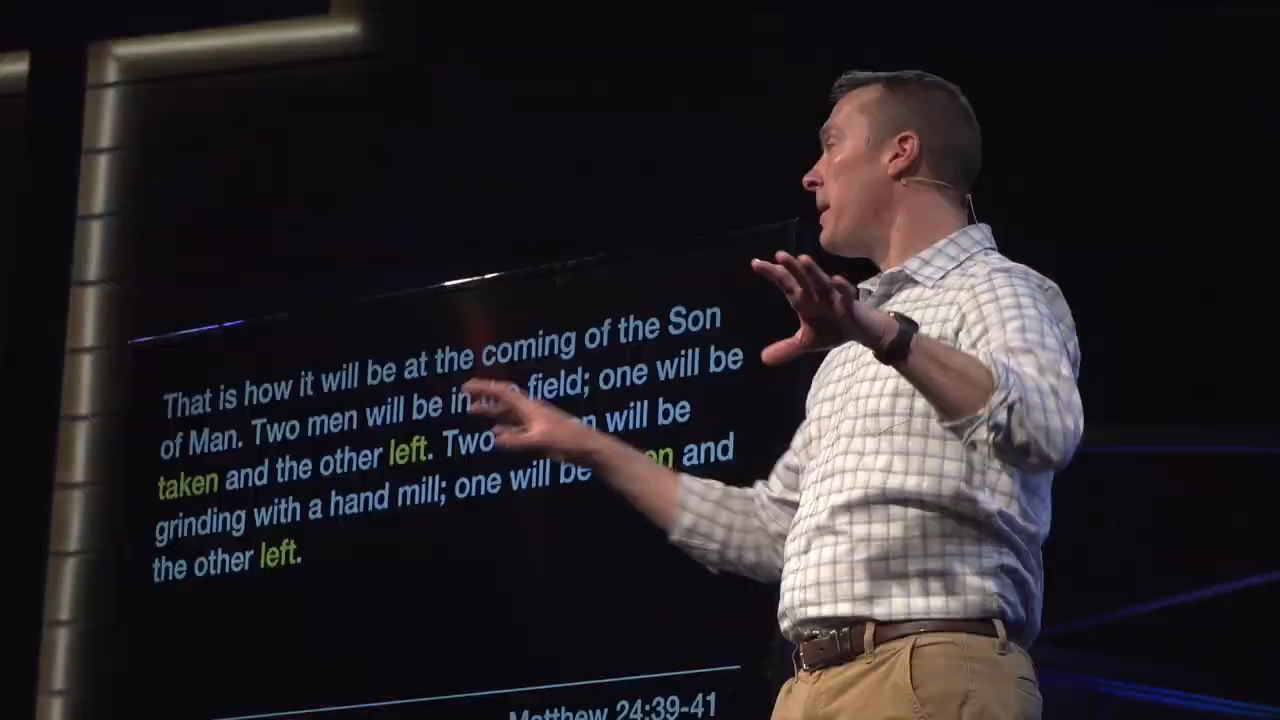 That is how it will be at the coming of the Son
of Man. Two men will be in field; one will be
taken and the other left. Two will be
grinding with a hand mill; one will be and
the other left.
Matthew 24:39-41